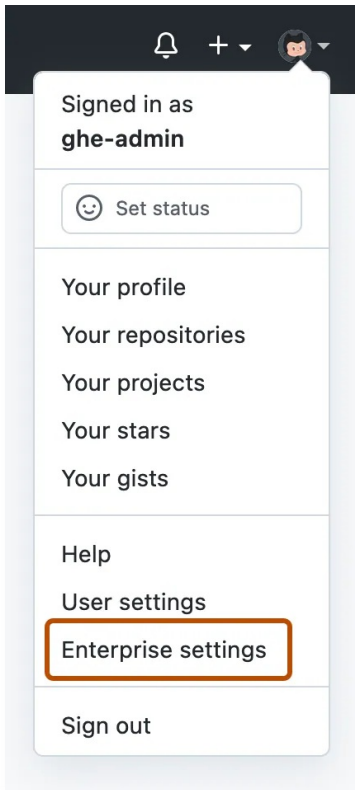 Signed in as
ghe-admin
Set status
Your profile
Your repositories
Your projects
Your stars
Your gists
Help
User settings
Enterprise settings
Sign out